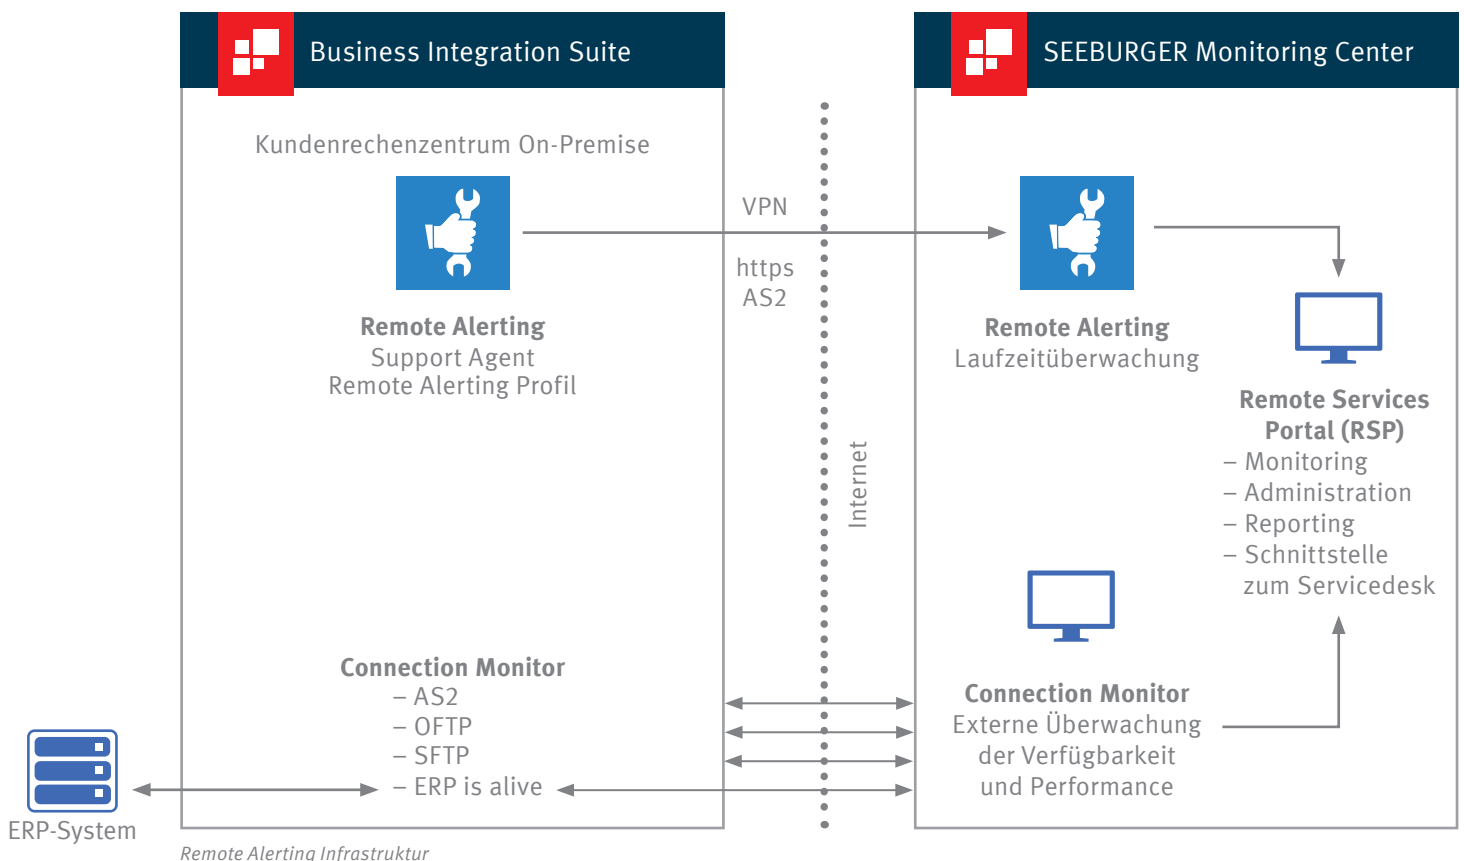 Business Integration Suite
Kundenrechenzentrum On-Premise
Remote Alerting
Support Agent
Remote Alerting Profil
Connection Monitor
– AS2
– OFTP
– SFTP
– ERP is alive
ERP-System
VPN
https
AS2
Internet
SEEBURGER Monitoring Center
Remote Alerting
Laufzeitüberwachung
Remote Services
Portal (RSP)
– Monitoring
– Administration
– Reporting
– Schnittstelle
zum Servicedesk
Connection Monitor
Externe Überwachung
der Verfügbarkeit
und Performance
Remote Alerting Infrastruktur